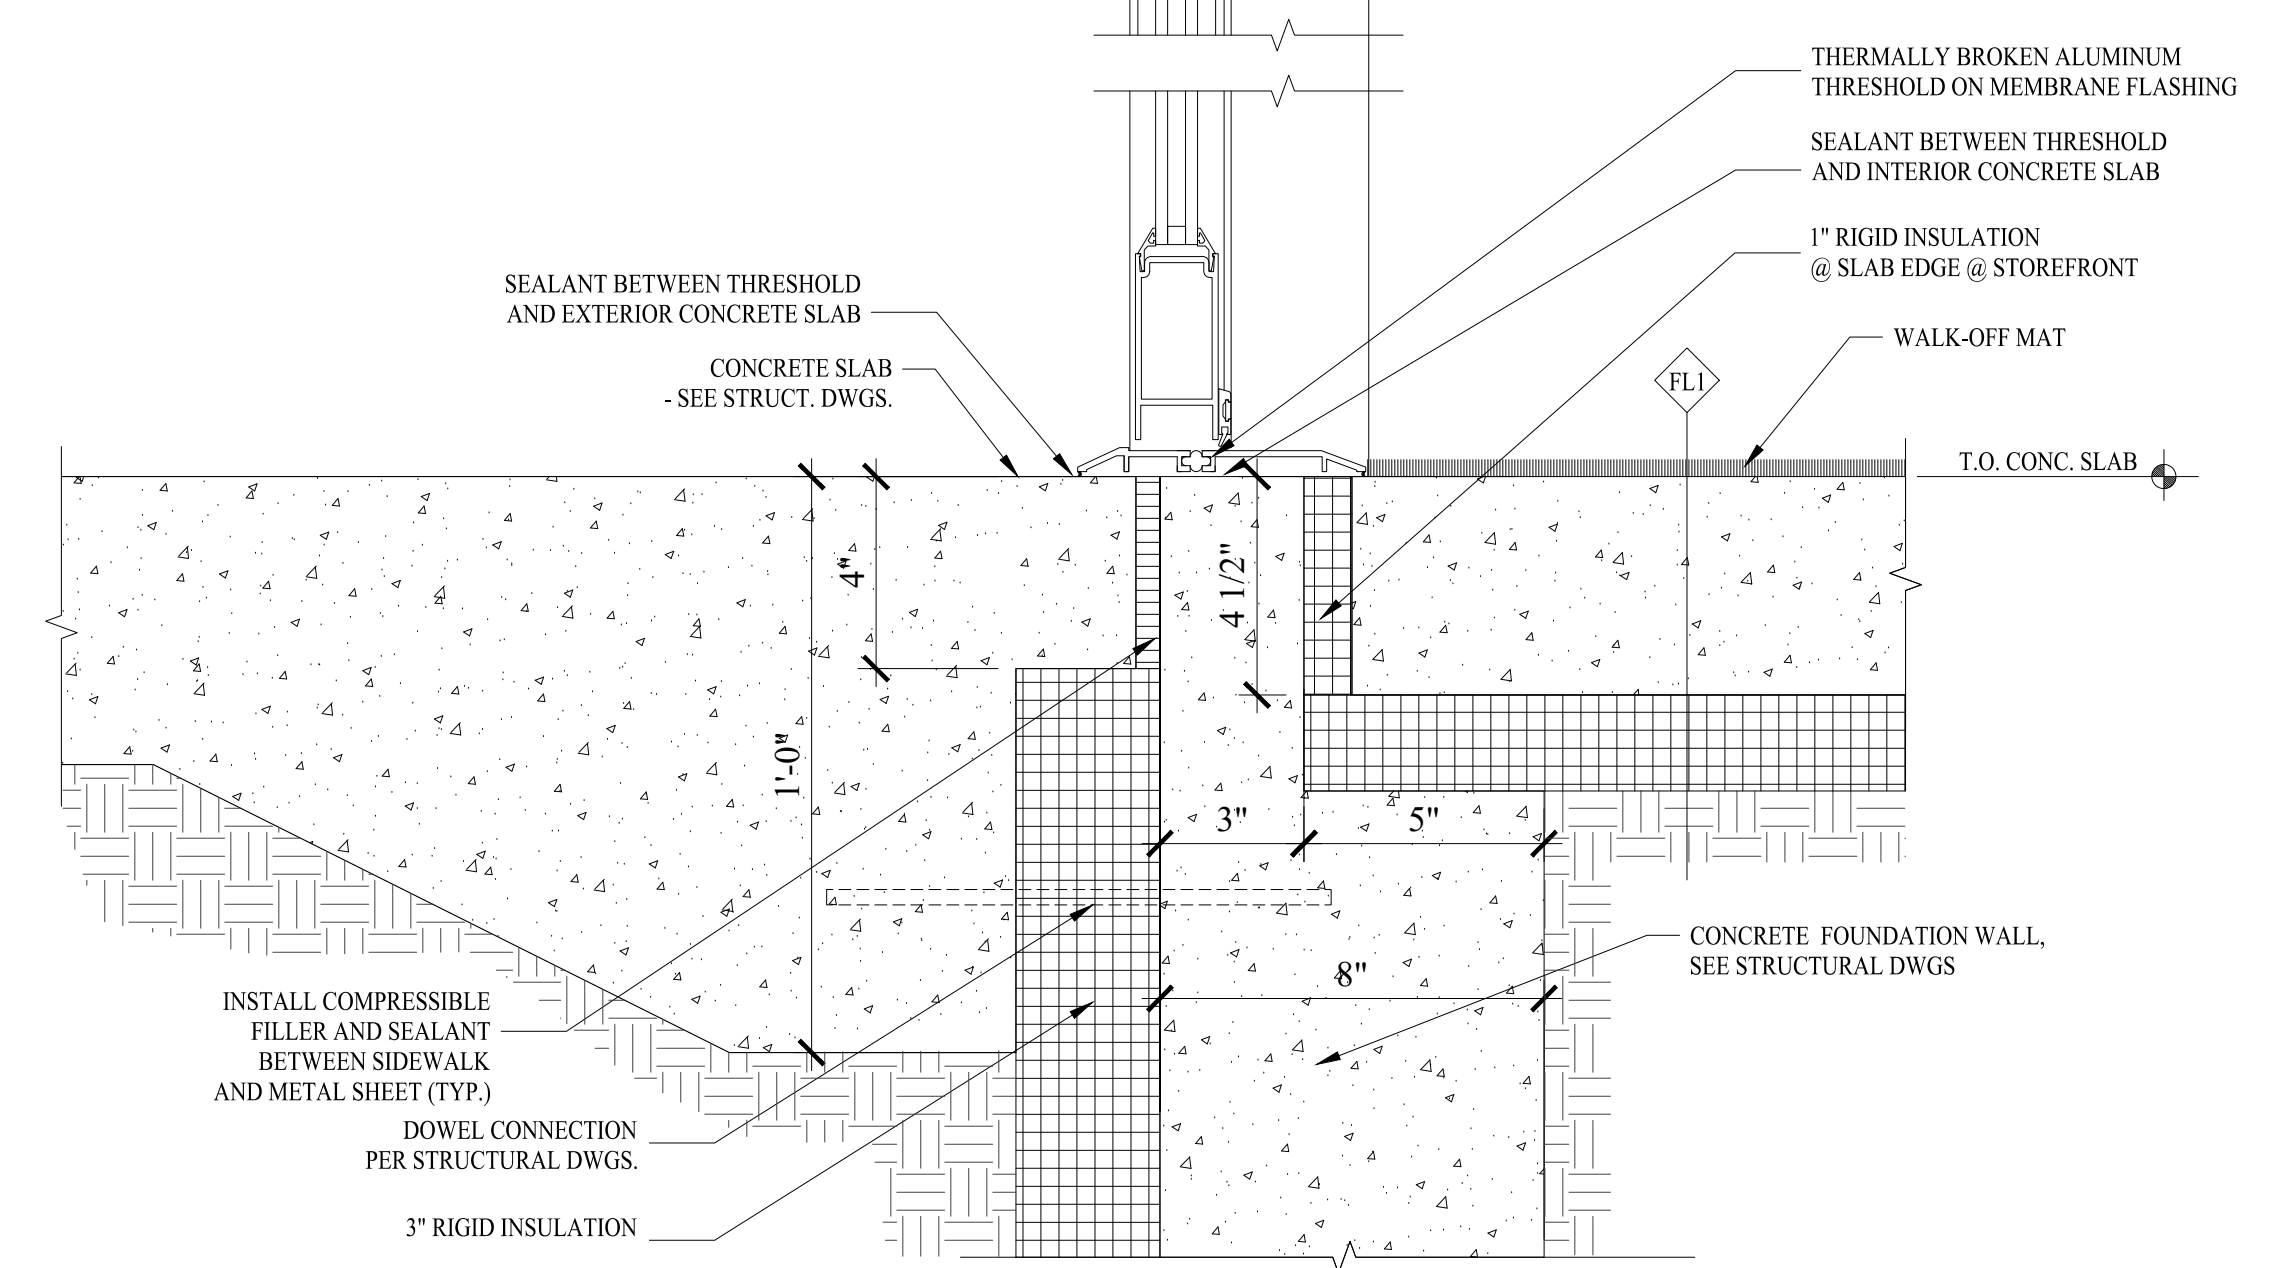 THERMALLY BROKEN ALUMINUM
THRESHOLD ON MEMBRANE FLASHING
SEALANT BETWEEN THRESHOLD
AND INTERIOR CONCRETE SLAB
1" RIGID INSULATION
@ SLAB EDGE @ STOREFRONT
WALK-OFF MAT
FL1
T.O. CONC. SLAB
SEALANT BETWEEN THRESHOLD
AND EXTERIOR CONCRETE SLAB
CONCRETE SLAB
- SEE STRUCT. DWGS.
4"
4 1/2"
1'-0"
3"
5"
8"
CONCRETE FOUNDATION WALL,
SEE STRUCTURAL DWGS
INSTALL COMPRESSIBLE
FILLER AND SEALANT
BETWEEN SIDEWALK
AND METAL SHEET (TYP.)
DOWEL CONNECTION
PER STRUCTURAL DWGS.
3" RIGID INSULATION